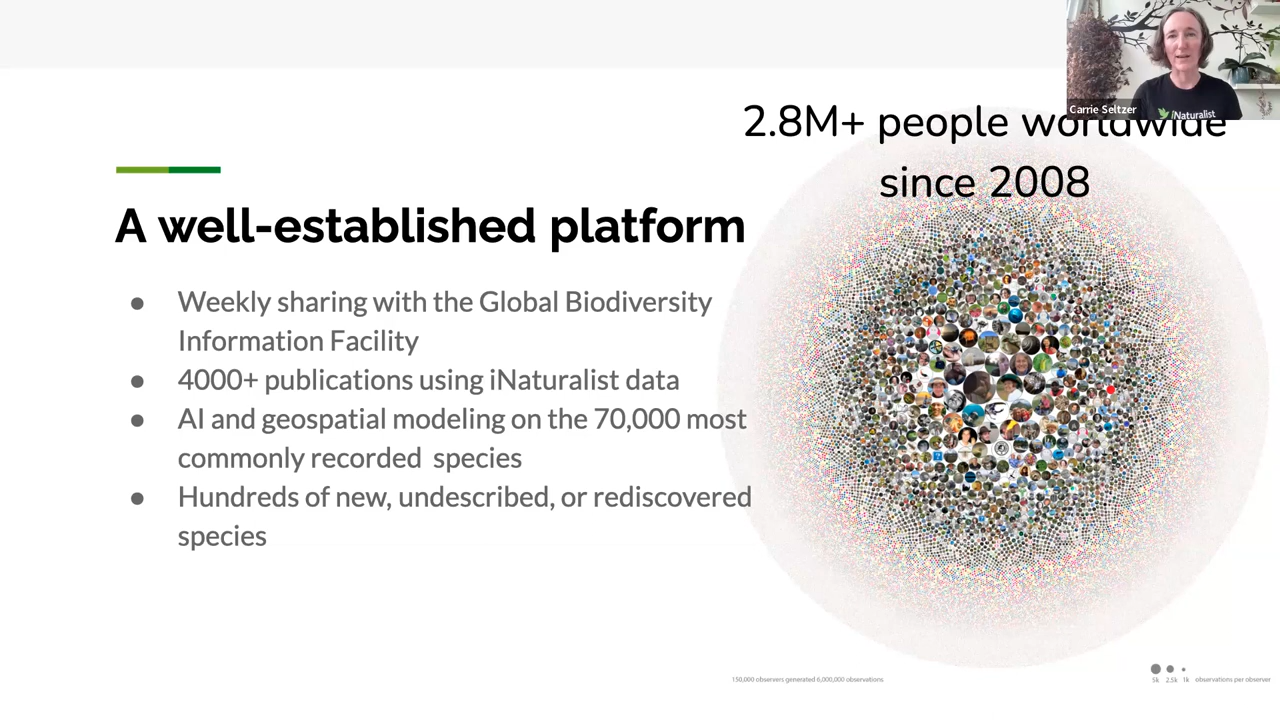 Carrie Seltzer
iNaturalist
2.8M+ people worldwide
since 2008
A well-established platform
● Weekly sharing with the Global Biodiversity
Information Facility
● 4000+ publications using iNaturalist data
● AI and geospatial modeling on the 70,000 most
commonly recorded species
● Hundreds of new, undescribed, or rediscovered
species
150,000 observers generated 6,000,000 observations
5k 2.5k 1k observations per observer